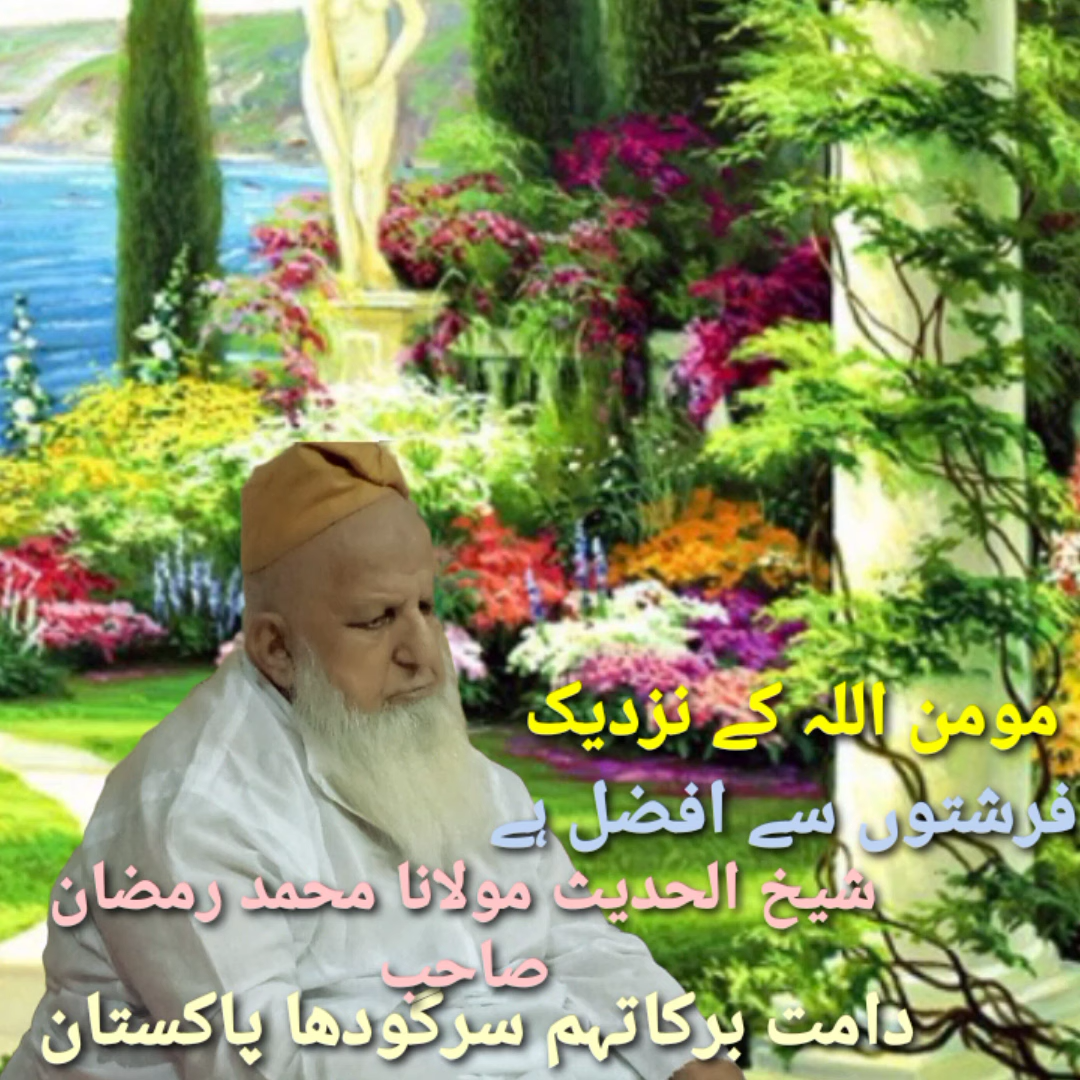 مومن اللہ کے نزدیک
فرشتوں سے افضل ہے
شیخ الحدیث مولانا محمد رمضان
صاحب
دامت برکاتہم سرگودھا پاکستان